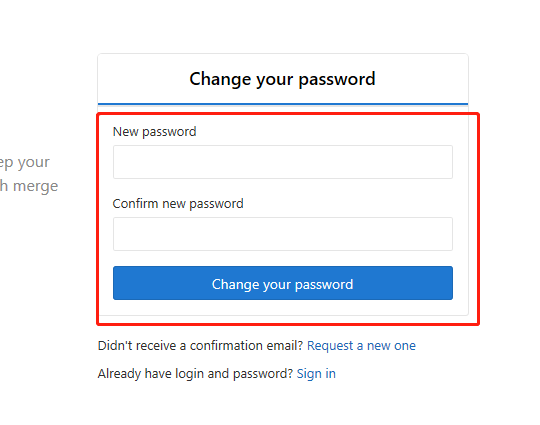 Change your password
New password
ep your
h merge
Confirm new password
Change your password
Didn't receive a confirmation email? Request a new one
Already have login and password? Sign in